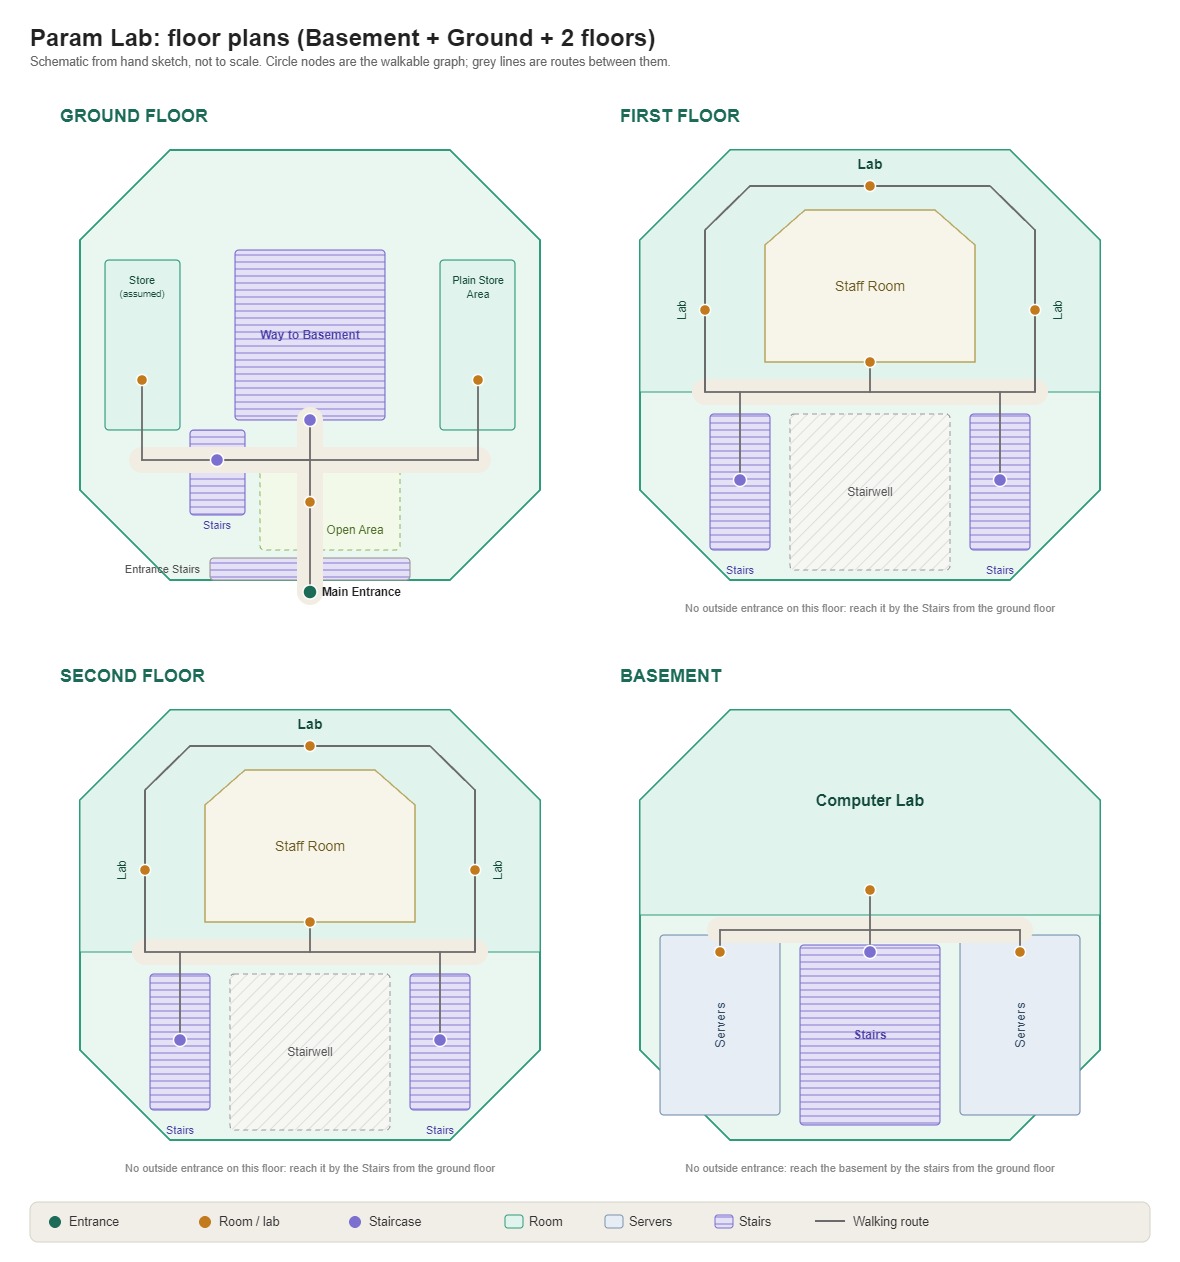 Param Lab: floor plans (Basement + Ground + 2 floors)
Schematic from hand sketch, not to scale. Circle nodes are the walkable graph; grey lines are routes between them.
GROUND FLOOR
Store
(assumed)
Way to Basement
Plain Store
Area
Stairs
Open Area
Entrance Stairs
Main Entrance
FIRST FLOOR
Lab
Staff Room
Lab
Lab
Stairwell
Stairs
Stairs
No outside entrance on this floor: reach it by the Stairs from the ground floor
SECOND FLOOR
Lab
Staff Room
Lab
Lab
Stairwell
Stairs
Stairs
No outside entrance on this floor: reach it by the Stairs from the ground floor
BASEMENT
Computer Lab
Servers
Stairs
Servers
No outside entrance: reach the basement by the stairs from the ground floor
Entrance
Room / lab
Staircase
Room
Servers
Stairs
Walking route